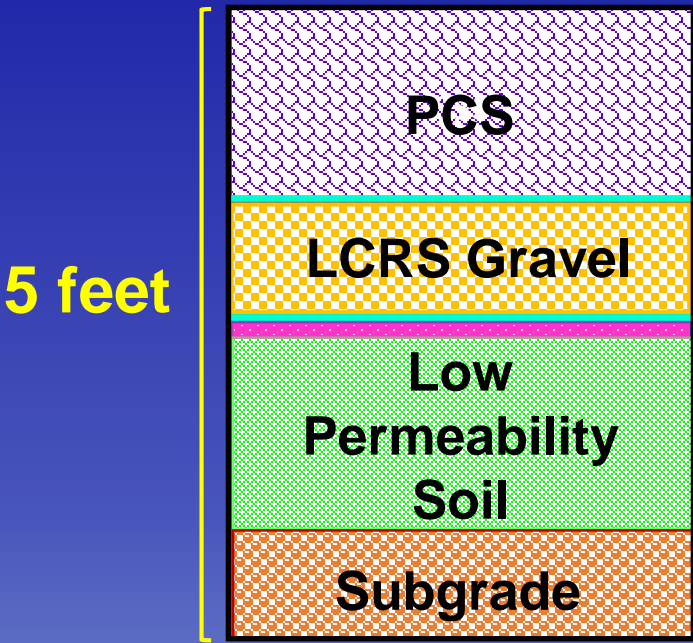 PCS
LCRS Gravel
5 feet
Low
Permeability
Soil
Subgrade